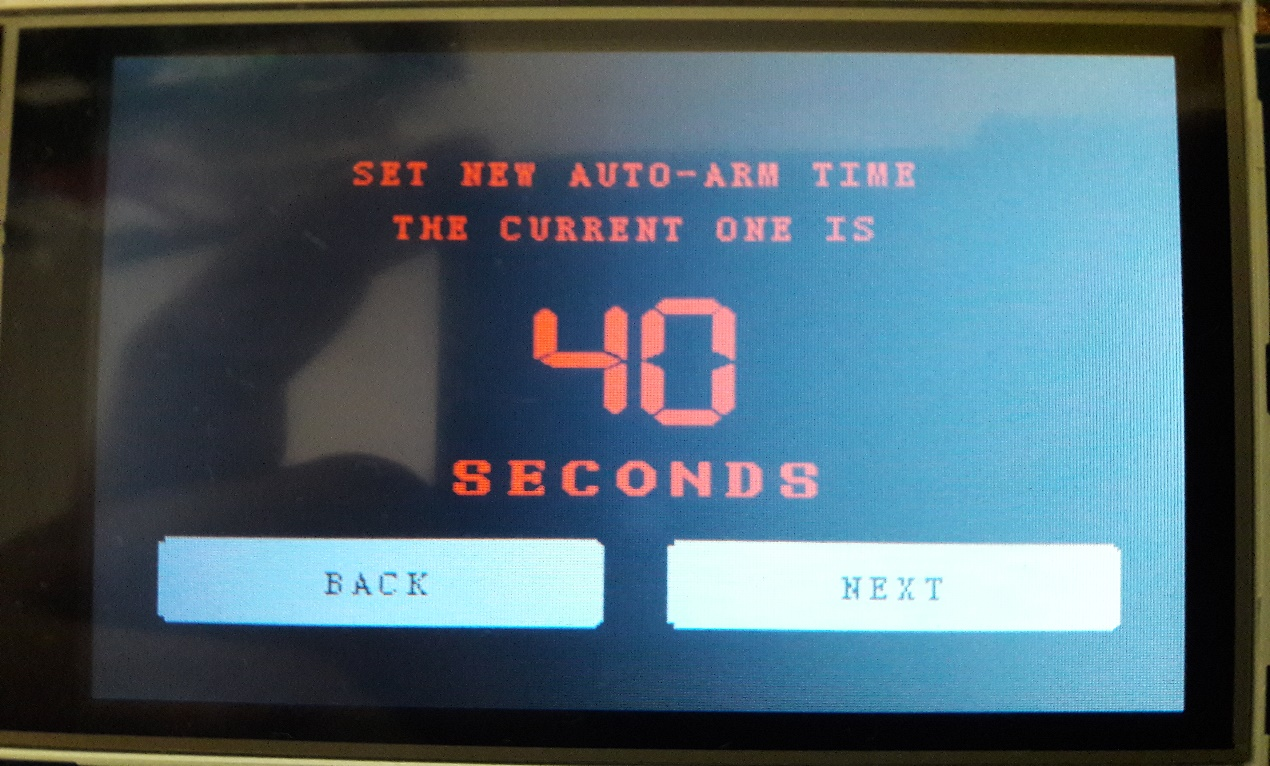 SET NEW AUTO-ARM TIME
THE CURRENT ONE IS
40
SECONDS
BACK NEXT